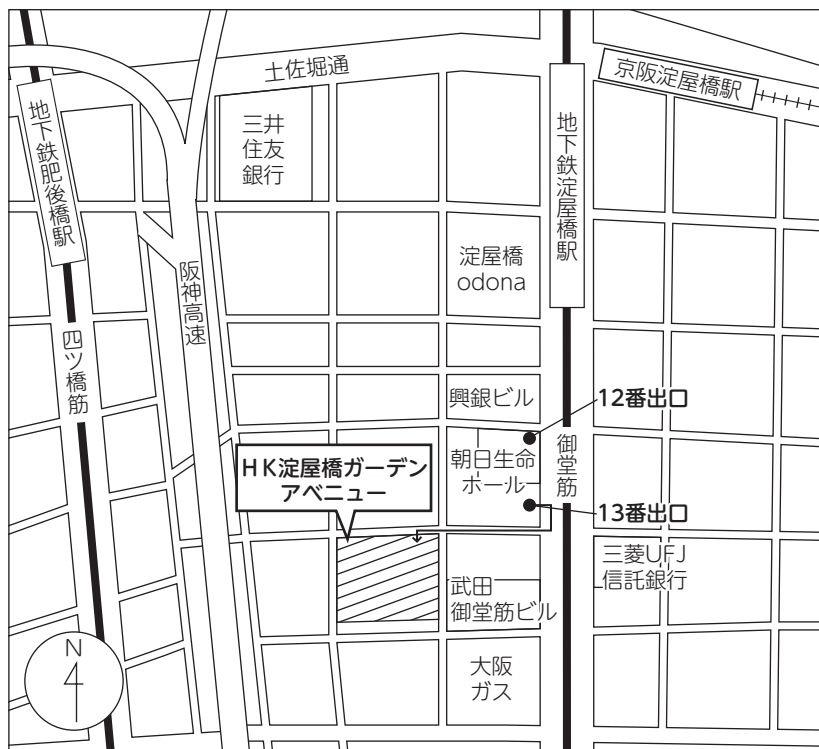 土佐堀通
京阪淀屋橋駅
地下鉄肥後橋駅
三井
住友
銀行
地下鉄淀屋橋駅
淀屋橋
odona
阪神高速
四ツ橋筋
興銀ビル
12番出口
朝日生命
ホール
御堂筋
HK淀屋橋ガーデン
アベニュー
13番出口
三菱UFJ
信託銀行
武田
御堂筋ビル
大阪
ガス
N